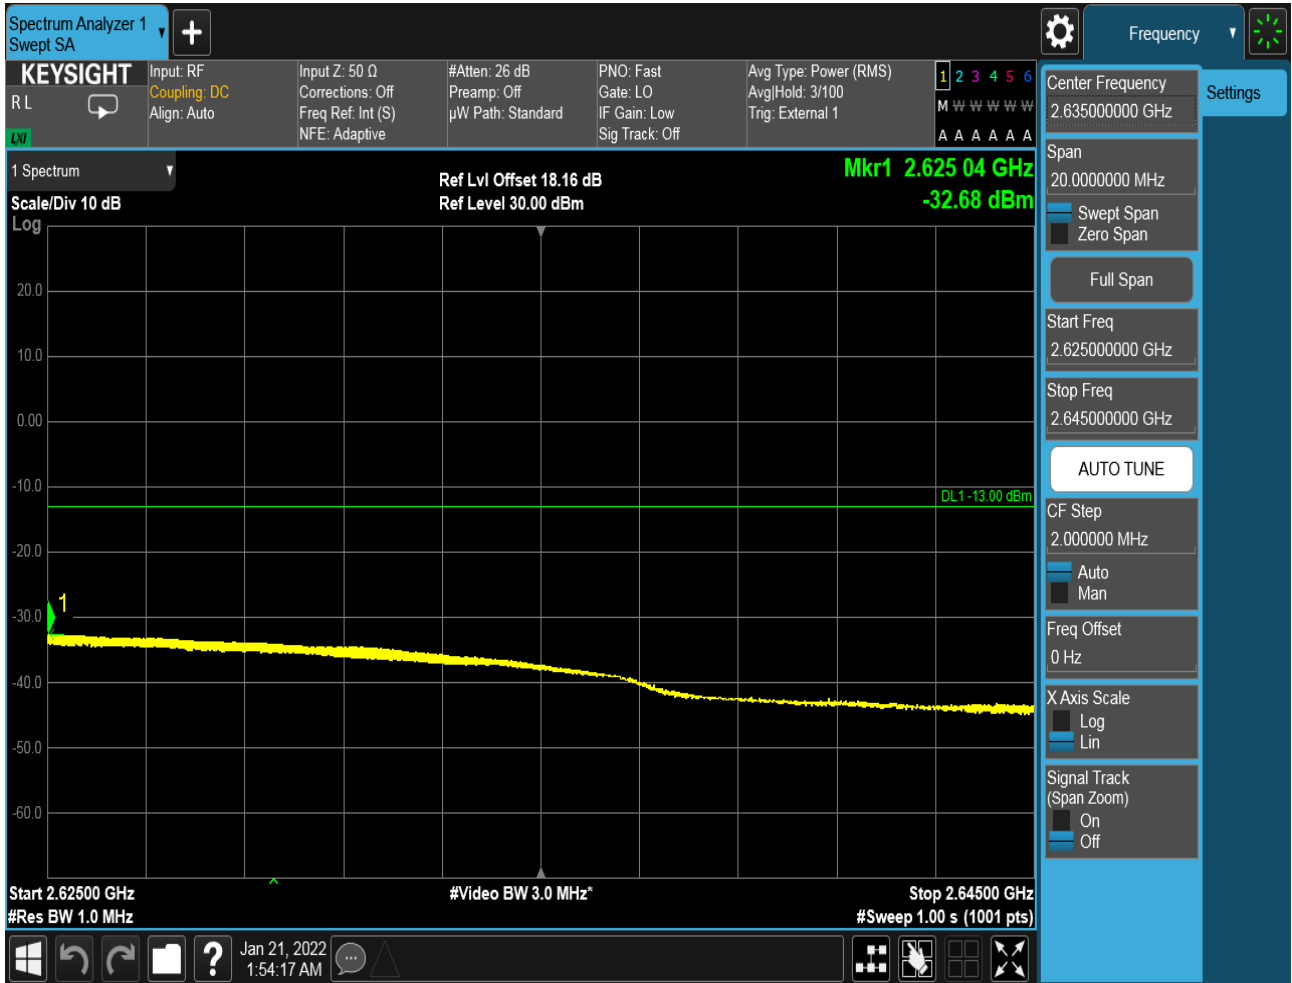 Spectrum Analyzer 1
Swept SA
Frequency
KEYSIGHT
R L
LXI
Input: RF
Coupling: DC
Align: Auto
Input Z: 50 Ω
Corrections: Off
Freq Ref: Int (S)
NFE: Adaptive
#Atten: 26 dB
Preamp: Off
µW Path: Standard
PNO: Fast
Gate: LO
IF Gain: Low
Sig Track: Off
Avg Type: Power (RMS)
Avg|Hold: 3/100
Trig: External 1
1 2 3 4 5 6
M W W W W W
A A A A A A
1 Spectrum
Scale/Div 10 dB
Log
Ref Lvl Offset 18.16 dB
Ref Level 30.00 dBm
Mkr1 2.625 04 GHz
-32.68 dBm
20.0
10.0
0.00
-10.0
DL1 -13.00 dBm
-20.0
1
-30.0
-40.0
-50.0
-60.0
Start 2.62500 GHz
#Video BW 3.0 MHz*
Stop 2.64500 GHz
#Res BW 1.0 MHz
#Sweep 1.00 s (1001 pts)
?
Jan 21, 2022
1:54:17 AM
Center Frequency
2.635000000 GHz
Settings
Span
20.0000000 MHz
Swept Span
Zero Span
Full Span
Start Freq
2.625000000 GHz
Stop Freq
2.645000000 GHz
AUTO TUNE
CF Step
2.000000 MHz
Auto
Man
Freq Offset
0 Hz
X Axis Scale
Log
Lin
Signal Track
(Span Zoom)
On
Off